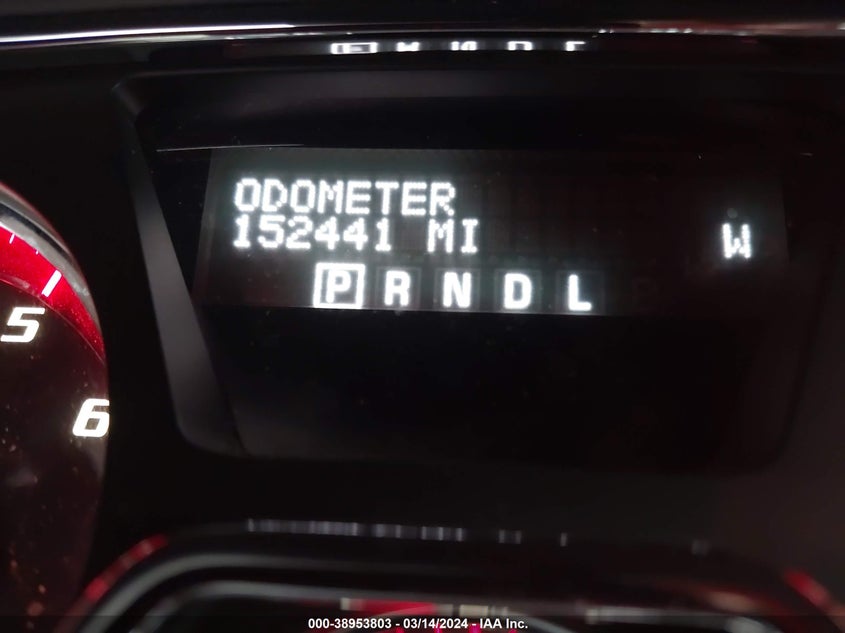 ODOMETER
152441 MI
W
P R N D L
5
6
000-38953803 - 03/14/2024 - IAA Inc.